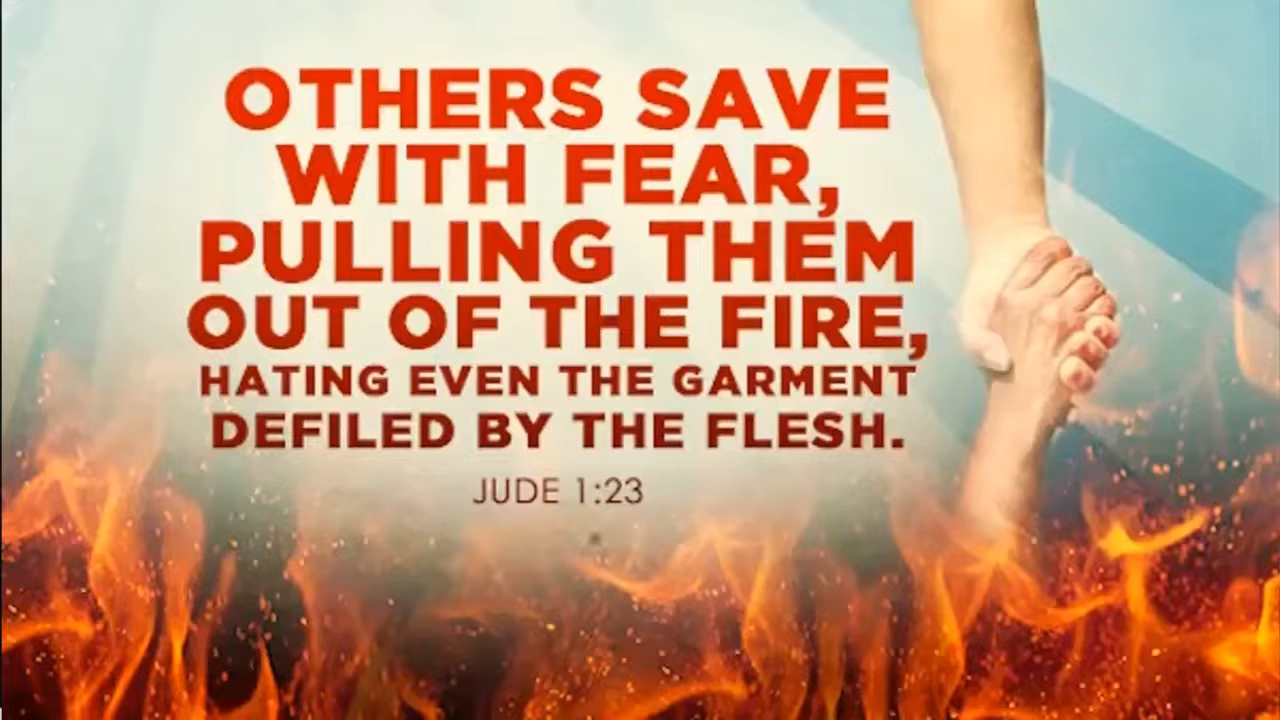 OTHERS SAVE
WITH FEAR,
PULLING THEM
OUT OF THE FIRE,
HATING EVEN THE GARMENT
DEFILED BY THE FLESH.
JUDE 1:23